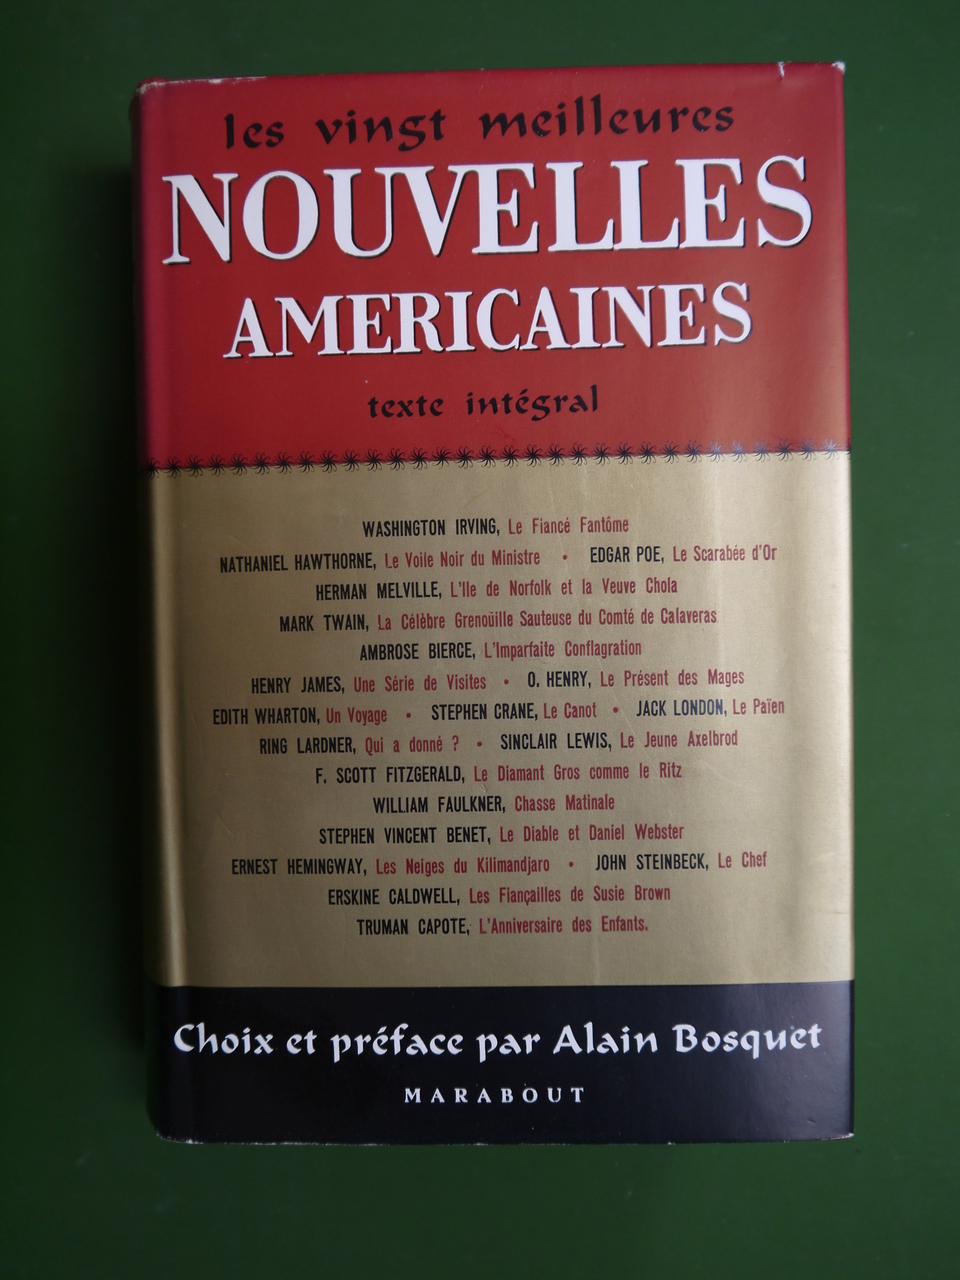 les vingt meilleures
NOUVELLES
AMERICAINES
texte intégral
WASHINGTON IRVING, Le Fiancé Fantôme
NATHANIEL HAWTHORNE, Le Voile Noir du Ministre • EDGAR POE, Le Scarabée d'Or
HERMAN MELVILLE, L'Ile de Norfolk et la Veuve Chola
MARK TWAIN, La Célèbre Grenoüille Sauteuse du Comté de Calaveras
AMBROSE BIERCE, L'Imparfaite Conflagration
HENRY JAMES, Une Série de Visites • O. HENRY, Le Présent des Mages
EDITH WHARTON, Un Voyage • STEPHEN CRANE, Le Canot • JACK LONDON, Le Païen
RING LARDNER, Qui a donné ? • SINCLAIR LEWIS, Le Jeune Axelbrod
F. SCOTT FITZGERALD, Le Diamant Gros comme le Ritz
WILLIAM FAULKNER, Chasse Matinale
STEPHEN VINCENT BENET, Le Diable et Daniel Webster
ERNEST HEMINGWAY, Les Neiges du Kilimandjaro • JOHN STEINBECK, Le Chef
ERSKINE CALDWELL, Les Fiançailles de Susie Brown
TRUMAN CAPOTE, L'Anniversaire des Enfants.
Choix et préface par Alain Bosquet
MARABOUT